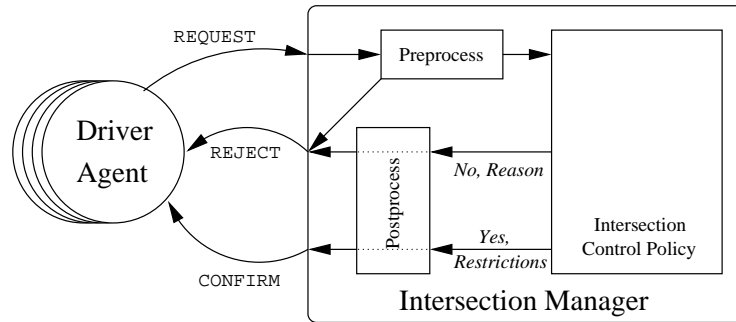 REQUEST
Preprocess
Driver
Agent
REJECT
Postprocess
No, Reason
Yes,
Restrictions
Intersection
Control Policy
CONFIRM
Intersection Manager